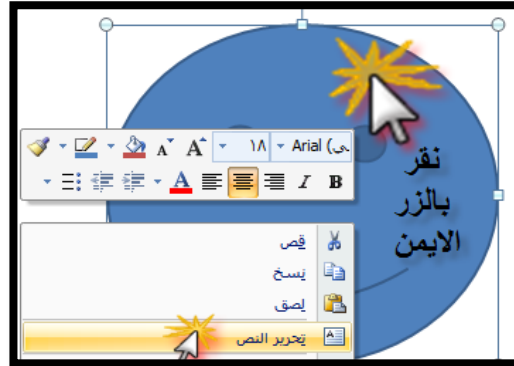 Arial (ي ١٨ A A
A I B
نقر
بالزر
الايمن
قص
نسخ
لصق
تحرير النص